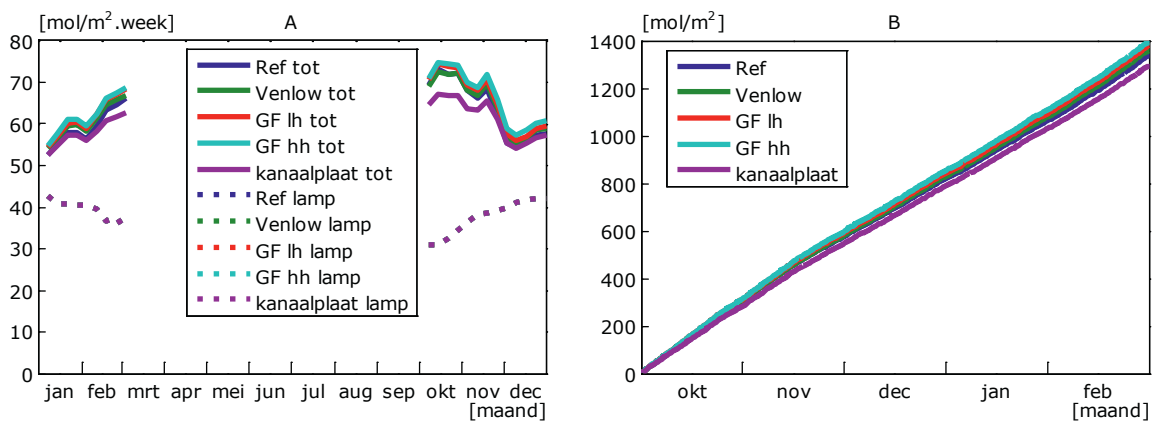 [mol/m².week]
A
80
70
60
50
40
30
20
10
0
Ref tot
Venlow tot
GF lh tot
GF hh tot
kanaalplaat tot
Ref lamp
Venlow lamp
GF lh lamp
GF hh lamp
kanaalplaat lamp
jan feb mrt apr mei jun jul aug sep okt nov dec
[maand]
[mol/m²]
B
1400
1200
1000
800
600
400
200
0
Ref
Venlow
GF lh
GF hh
kanaalplaat
okt nov dec jan feb
[maand]